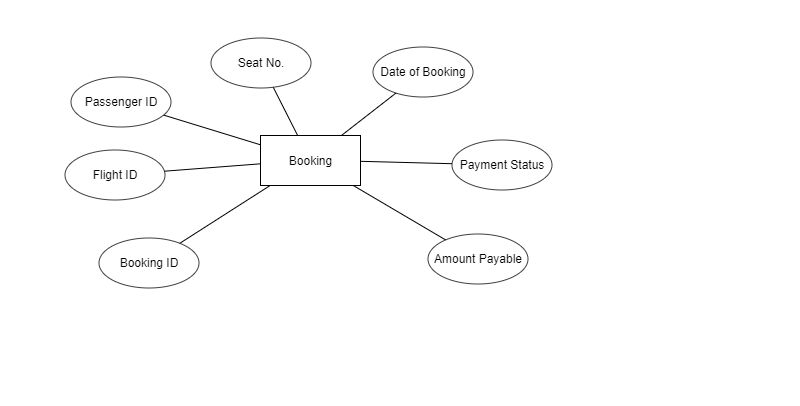 Seat No.
Date of Booking
Passenger ID
Booking
Payment Status
Flight ID
Booking ID
Amount Payable